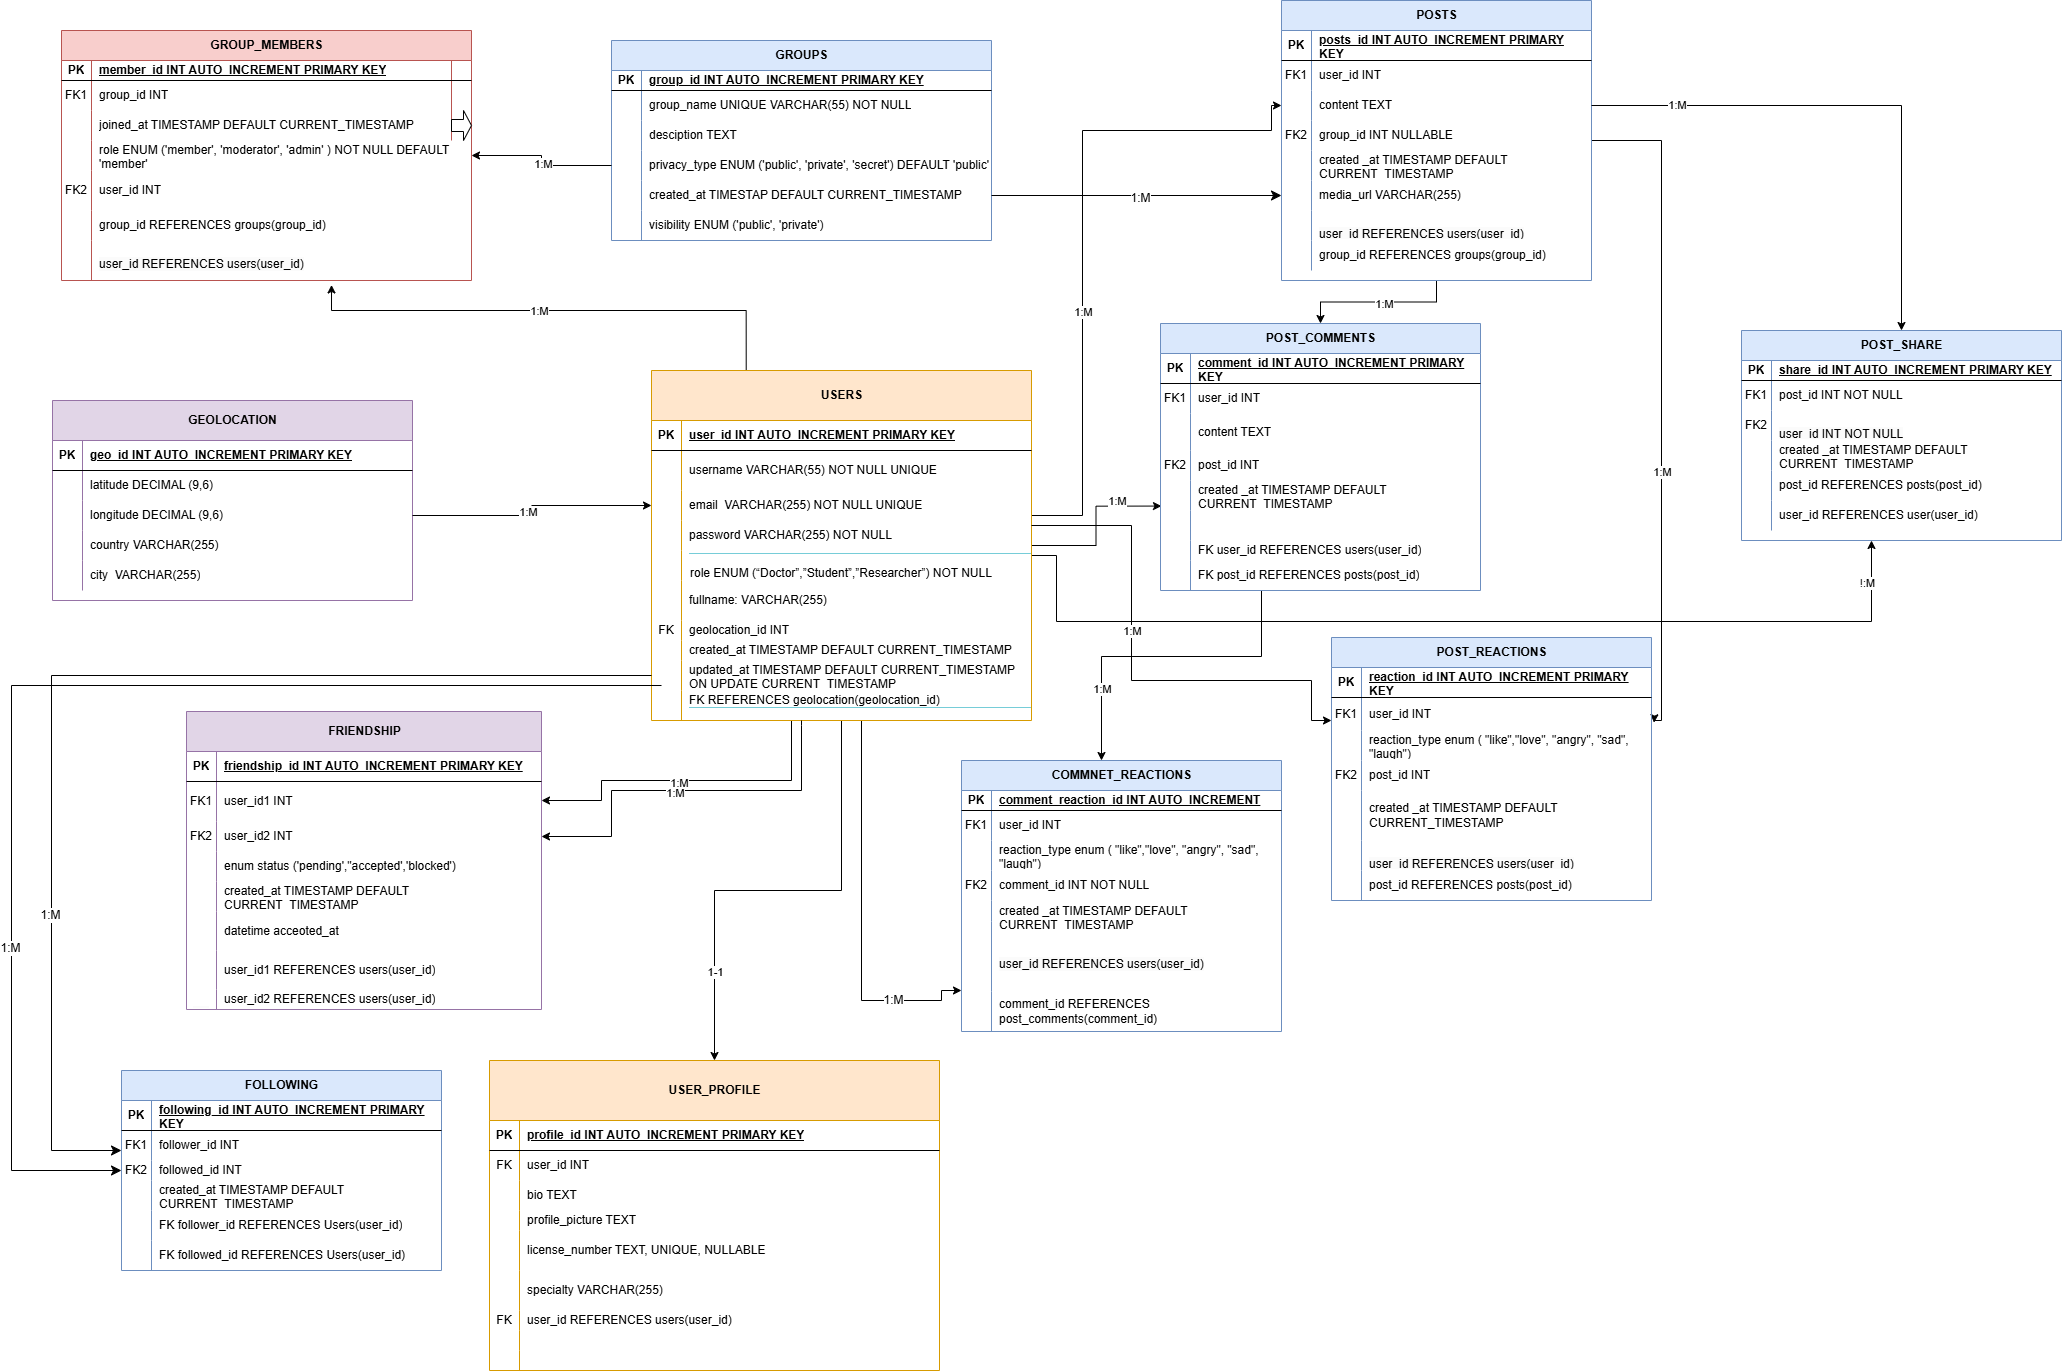 GROUP_MEMBERS
PK member_id INT AUTO_INCREMENT PRIMARY KEY
FK1 group_id INT
joined_at TIMESTAMP DEFAULT CURRENT_TIMESTAMP
role ENUM ('member', 'moderator', 'admin' ) NOT NULL DEFAULT
'member'
FK2 user_id INT
group_id REFERENCES groups(group_id)
user_id REFERENCES users(user_id)
1:M
GROUPS
PK group_id INT AUTO_INCREMENT PRIMARY KEY
group_name UNIQUE VARCHAR(55) NOT NULL
desciption TEXT
privacy_type ENUM ('public', 'private', 'secret') DEFAULT 'public'
created_at TIMESTAP DEFAULT CURRENT_TIMESTAMP
visibility ENUM ('public', 'private')
1:M
POSTS
PK posts_id INT AUTO_INCREMENT PRIMARY
KEY
FK1 user_id INT
content TEXT
FK2 group_id INT NULLABLE
created _at TIMESTAMP DEFAULT
CURRENT_TIMESTAMP
media_url VARCHAR(255)
user_id REFERENCES users(user_id)
group_id REFERENCES groups(group_id)
1:M
1:M
1:M
1:M
1:M
POST_COMMENTS
PK comment_id INT AUTO_INCREMENT PRIMARY
KEY
FK1 user_id INT
content TEXT
FK2 post_id INT
created _at TIMESTAMP DEFAULT
CURRENT_TIMESTAMP
FK user_id REFERENCES users(user_id)
FK post_id REFERENCES posts(post_id)
POST_SHARE
PK share_id INT AUTO_INCREMENT PRIMARY KEY
FK1 post_id INT NOT NULL
FK2
user_id INT NOT NULL
created _at TIMESTAMP DEFAULT
CURRENT_TIMESTAMP
post_id REFERENCES posts(post_id)
user_id REFERENCES user(user_id)
!:M
GEOLOCATION
PK geo_id INT AUTO_INCREMENT PRIMARY KEY
latitude DECIMAL (9,6)
longitude DECIMAL (9,6)
country VARCHAR(255)
city VARCHAR(255)
1:M
USERS
PK user_id INT AUTO_INCREMENT PRIMARY KEY
username VARCHAR(55) NOT NULL UNIQUE
email VARCHAR(255) NOT NULL UNIQUE
password VARCHAR(255) NOT NULL
role ENUM (“Doctor”,”Student”,”Researcher”) NOT NULL
fullname: VARCHAR(255)
FK geolocation_id INT
created_at TIMESTAMP DEFAULT CURRENT_TIMESTAMP
updated_at TIMESTAMP DEFAULT CURRENT_TIMESTAMP
ON UPDATE CURRENT_TIMESTAMP
FK REFERENCES geolocation(geolocation_id)
1:M
1:M
1:M
POST_REACTIONS
PK reaction_id INT AUTO_INCREMENT PRIMARY
KEY
FK1 user_id INT
reaction_type enum ( "like","love", "angry", "sad",
"laugh")
FK2 post_id INT
created _at TIMESTAMP DEFAULT
CURRENT_TIMESTAMP
user_id REFERENCES users(user_id)
post_id REFERENCES posts(post_id)
FRIENDSHIP
PK friendship_id INT AUTO_INCREMENT PRIMARY KEY
FK1 user_id1 INT
FK2 user_id2 INT
enum status ('pending',"accepted','blocked')
created_at TIMESTAMP DEFAULT
CURRENT_TIMESTAMP
datetime acceoted_at
user_id1 REFERENCES users(user_id)
user_id2 REFERENCES users(user_id)
1:M
1:M
COMMNET_REACTIONS
PK comment_reaction_id INT AUTO_INCREMENT
FK1 user_id INT
reaction_type enum ( "like","love", "angry", "sad",
"laugh")
FK2 comment_id INT NOT NULL
created _at TIMESTAMP DEFAULT
CURRENT_TIMESTAMP
user_id REFERENCES users(user_id)
comment_id REFERENCES
post_comments(comment_id)
1:M
1:M
1-1
1:M
FOLLOWING
PK following_id INT AUTO_INCREMENT PRIMARY
KEY
FK1 follower_id INT
FK2 followed_id INT
created_at TIMESTAMP DEFAULT
CURRENT_TIMESTAMP
FK follower_id REFERENCES Users(user_id)
FK followed_id REFERENCES Users(user_id)
USER_PROFILE
PK profile_id INT AUTO_INCREMENT PRIMARY KEY
FK user_id INT
bio TEXT
profile_picture TEXT
license_number TEXT, UNIQUE, NULLABLE
specialty VARCHAR(255)
FK user_id REFERENCES users(user_id)